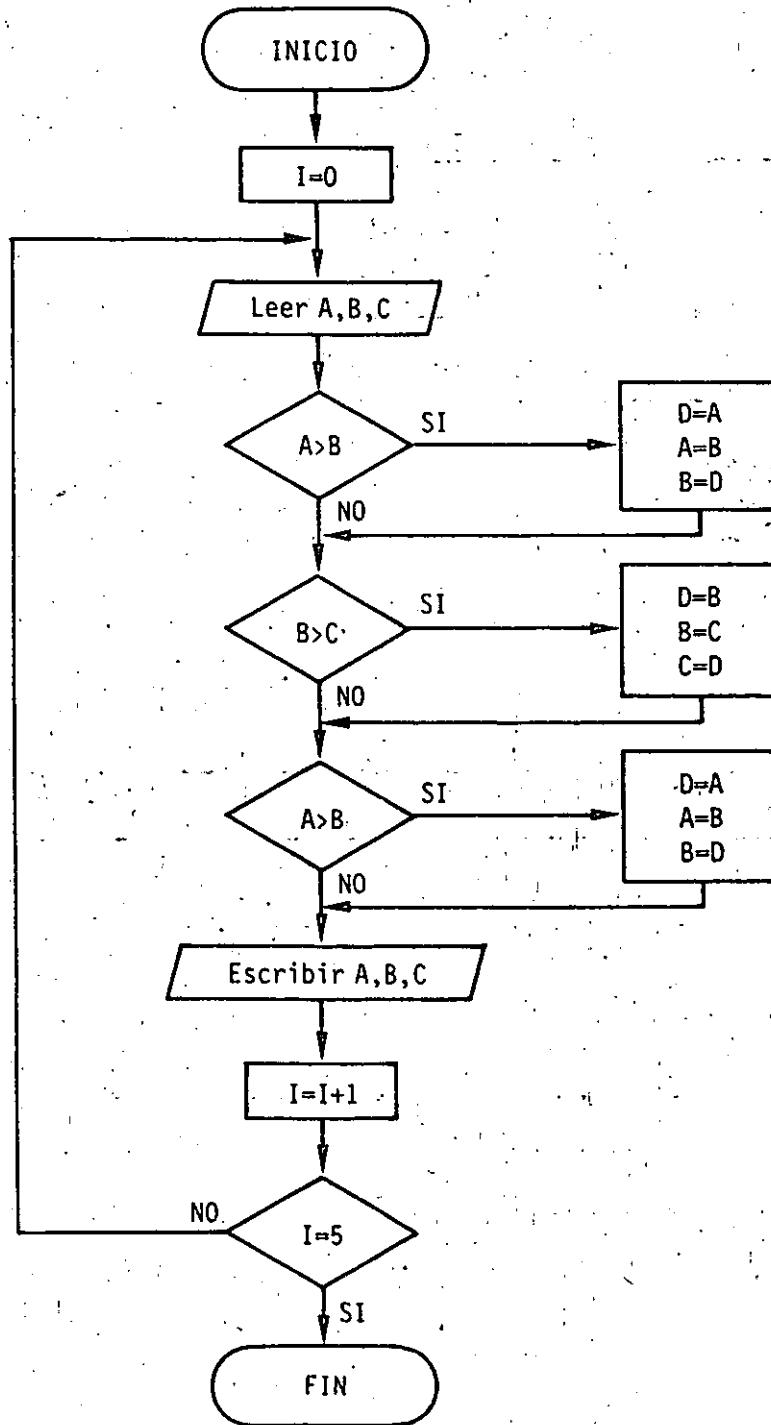 INICIO
I=0
Leer A,B,C
A>B
SI
D=A
A=B
B=D
NO
B>C
SI
D=B
B=C
C=D
NO
A>B
SI
D=A
A=B
B=D
NO
Escribir A,B,C
I=I+1
NO
I=5
SI
FIN